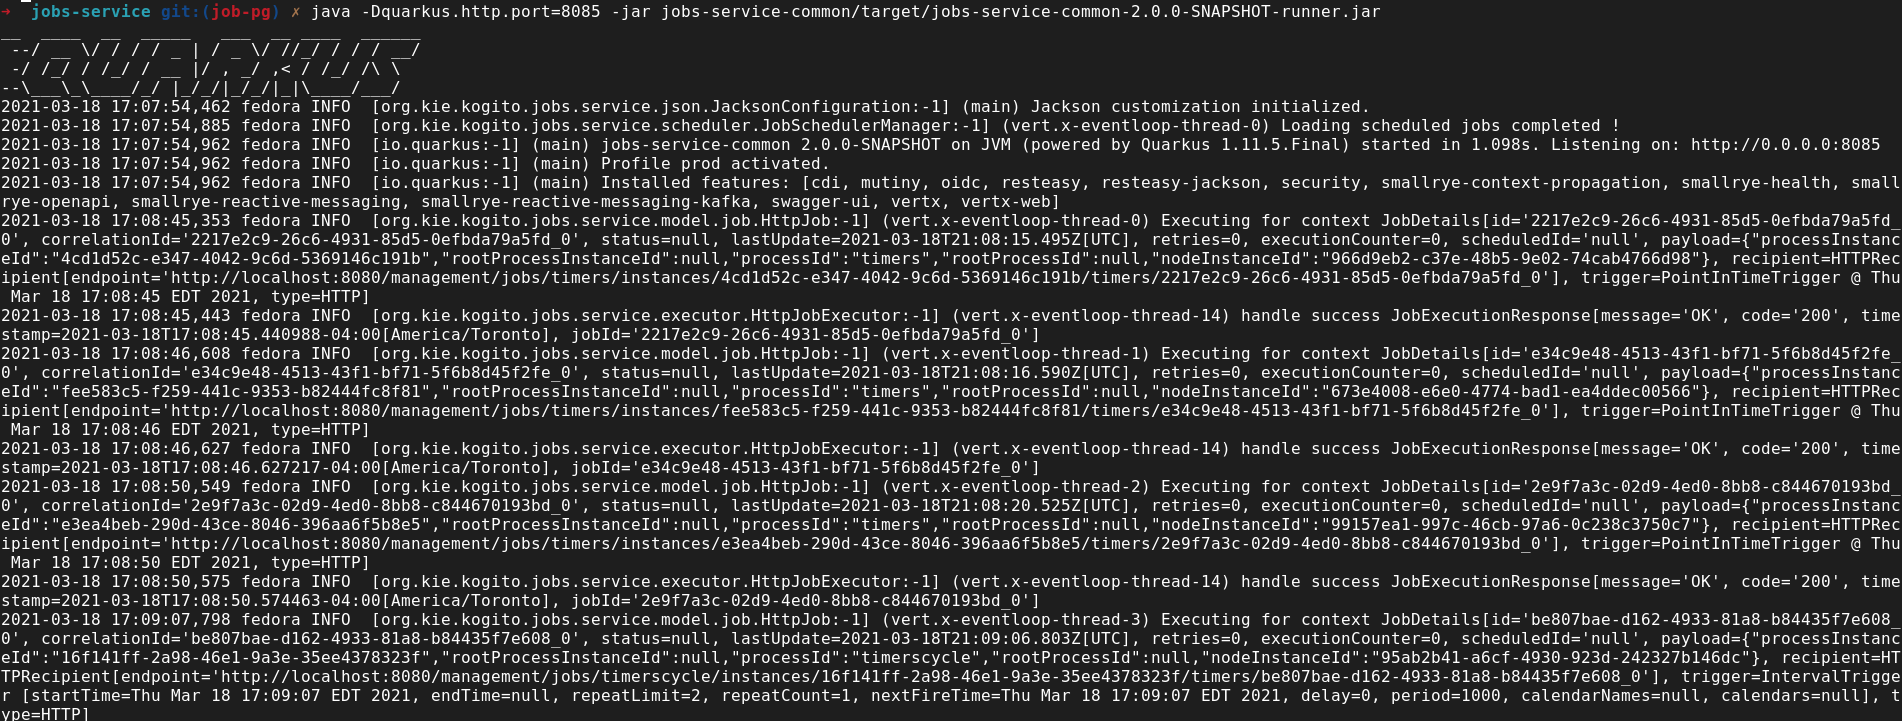 →  jobs-service git:(job-pg) ✗ java -Dquarkus.http.port=8085 -jar jobs-service-common/target/jobs-service-common-2.0.0-SNAPSHOT-runner.jar
__  ____  __  _____   ___  __ ____  ______
 --/ __ \/ / / / _ | / _ \/ //_/ / / / __/
 -/ /_/ / /_/ / __ |/ , _/ ,< / /_/ /\ \
--\___\_\____/_/ |_/_/|_/_/|_|\____/___/
2021-03-18 17:07:54,462 fedora INFO  [org.kie.kogito.jobs.service.json.JacksonConfiguration:-1] (main) Jackson customization initialized.
2021-03-18 17:07:54,885 fedora INFO  [org.kie.kogito.jobs.service.scheduler.JobSchedulerManager:-1] (vert.x-eventloop-thread-0) Loading scheduled jobs completed !
2021-03-18 17:07:54,962 fedora INFO  [io.quarkus:-1] (main) jobs-service-common 2.0.0-SNAPSHOT on JVM (powered by Quarkus 1.11.5.Final) started in 1.098s. Listening on: http://0.0.0.0:8085
2021-03-18 17:07:54,962 fedora INFO  [io.quarkus:-1] (main) Profile prod activated.
2021-03-18 17:07:54,962 fedora INFO  [io.quarkus:-1] (main) Installed features: [cdi, mutiny, oidc, resteasy, resteasy-jackson, security, smallrye-context-propagation, smallrye-health, small
rye-openapi, smallrye-reactive-messaging, smallrye-reactive-messaging-kafka, swagger-ui, vertx, vertx-web]
2021-03-18 17:08:45,353 fedora INFO  [org.kie.kogito.jobs.service.model.job.HttpJob:-1] (vert.x-eventloop-thread-0) Executing for context JobDetails[id='2217e2c9-26c6-4931-85d5-0efbda79a5fd_
0', correlationId='2217e2c9-26c6-4931-85d5-0efbda79a5fd_0', status=null, lastUpdate=2021-03-18T21:08:15.495Z[UTC], retries=0, executionCounter=0, scheduledId='null', payload={"processInstanc
eId":"4cd1d52c-e347-4042-9c6d-5369146c191b","rootProcessInstanceId":null,"processId":"timers","rootProcessId":null,"nodeInstanceId":"966d9eb2-c37e-48b5-9e02-74cab4766d98"}, recipient=HTTPRec
ipient[endpoint='http://localhost:8080/management/jobs/timers/instances/4cd1d52c-e347-4042-9c6d-5369146c191b/timers/2217e2c9-26c6-4931-85d5-0efbda79a5fd_0'], trigger=PointInTimeTrigger @ Thu
 Mar 18 17:08:45 EDT 2021, type=HTTP]
2021-03-18 17:08:45,443 fedora INFO  [org.kie.kogito.jobs.service.executor.HttpJobExecutor:-1] (vert.x-eventloop-thread-14) handle success JobExecutionResponse[message='OK', code='200', time
stamp=2021-03-18T17:08:45.440988-04:00[America/Toronto], jobId='2217e2c9-26c6-4931-85d5-0efbda79a5fd_0']
2021-03-18 17:08:46,608 fedora INFO  [org.kie.kogito.jobs.service.model.job.HttpJob:-1] (vert.x-eventloop-thread-1) Executing for context JobDetails[id='e34c9e48-4513-43f1-bf71-5f6b8d45f2fe_
0', correlationId='e34c9e48-4513-43f1-bf71-5f6b8d45f2fe_0', status=null, lastUpdate=2021-03-18T21:08:16.590Z[UTC], retries=0, executionCounter=0, scheduledId='null', payload={"processInstanc
eId":"fee583c5-f259-441c-9353-b82444fc8f81","rootProcessInstanceId":null,"processId":"timers","rootProcessId":null,"nodeInstanceId":"673e4008-e6e0-4774-bad1-ea4ddec00566"}, recipient=HTTPRec
ipient[endpoint='http://localhost:8080/management/jobs/timers/instances/fee583c5-f259-441c-9353-b82444fc8f81/timers/e34c9e48-4513-43f1-bf71-5f6b8d45f2fe_0'], trigger=PointInTimeTrigger @ Thu
 Mar 18 17:08:46 EDT 2021, type=HTTP]
2021-03-18 17:08:46,627 fedora INFO  [org.kie.kogito.jobs.service.executor.HttpJobExecutor:-1] (vert.x-eventloop-thread-14) handle success JobExecutionResponse[message='OK', code='200', time
stamp=2021-03-18T17:08:46.627217-04:00[America/Toronto], jobId='e34c9e48-4513-43f1-bf71-5f6b8d45f2fe_0']
2021-03-18 17:08:50,549 fedora INFO  [org.kie.kogito.jobs.service.model.job.HttpJob:-1] (vert.x-eventloop-thread-2) Executing for context JobDetails[id='2e9f7a3c-02d9-4ed0-8bb8-c844670193bd_
0', correlationId='2e9f7a3c-02d9-4ed0-8bb8-c844670193bd_0', status=null, lastUpdate=2021-03-18T21:08:20.525Z[UTC], retries=0, executionCounter=0, scheduledId='null', payload={"processInstanc
eId":"e3ea4beb-290d-43ce-8046-396aa6f5b8e5","rootProcessInstanceId":null,"processId":"timers","rootProcessId":null,"nodeInstanceId":"99157ea1-997c-46cb-97a6-0c238c3750c7"}, recipient=HTTPRec
ipient[endpoint='http://localhost:8080/management/jobs/timers/instances/e3ea4beb-290d-43ce-8046-396aa6f5b8e5/timers/2e9f7a3c-02d9-4ed0-8bb8-c844670193bd_0'], trigger=PointInTimeTrigger @ Thu
 Mar 18 17:08:50 EDT 2021, type=HTTP]
2021-03-18 17:08:50,575 fedora INFO  [org.kie.kogito.jobs.service.executor.HttpJobExecutor:-1] (vert.x-eventloop-thread-14) handle success JobExecutionResponse[message='OK', code='200', time
stamp=2021-03-18T17:08:50.574463-04:00[America/Toronto], jobId='2e9f7a3c-02d9-4ed0-8bb8-c844670193bd_0']
2021-03-18 17:09:07,798 fedora INFO  [org.kie.kogito.jobs.service.model.job.HttpJob:-1] (vert.x-eventloop-thread-3) Executing for context JobDetails[id='be807bae-d162-4933-81a8-b84435f7e608_
0', correlationId='be807bae-d162-4933-81a8-b84435f7e608_0', status=null, lastUpdate=2021-03-18T21:09:06.803Z[UTC], retries=0, executionCounter=0, scheduledId='null', payload={"processInstanc
eId":"16f141ff-2a98-46e1-9a3e-35ee4378323f","rootProcessInstanceId":null,"processId":"timerscycle","rootProcessId":null,"nodeInstanceId":"95ab2b41-a6cf-4930-923d-242327b146dc"}, recipient=HT
TPRecipient[endpoint='http://localhost:8080/management/jobs/timerscycle/instances/16f141ff-2a98-46e1-9a3e-35ee4378323f/timers/be807bae-d162-4933-81a8-b84435f7e608_0'], trigger=IntervalTrigge
r [startTime=Thu Mar 18 17:09:07 EDT 2021, endTime=null, repeatLimit=2, repeatCount=1, nextFireTime=Thu Mar 18 17:09:07 EDT 2021, delay=0, period=1000, calendarNames=null, calendars=null], t
ype=HTTP]